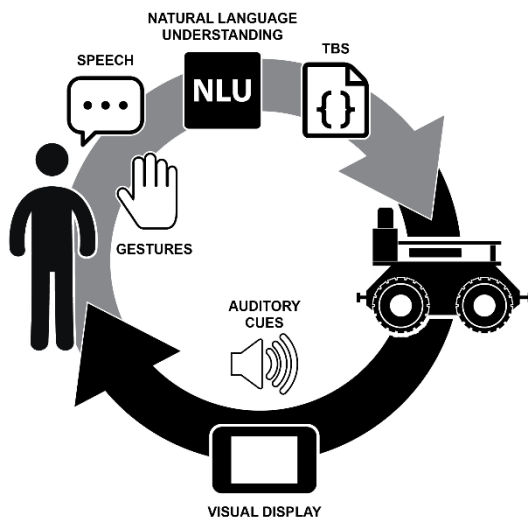 NATURAL LANGUAGE
UNDERSTANDING
TBS
SPEECH
NLU
{}
GESTURES
AUDITORY
CUES
VISUAL DISPLAY